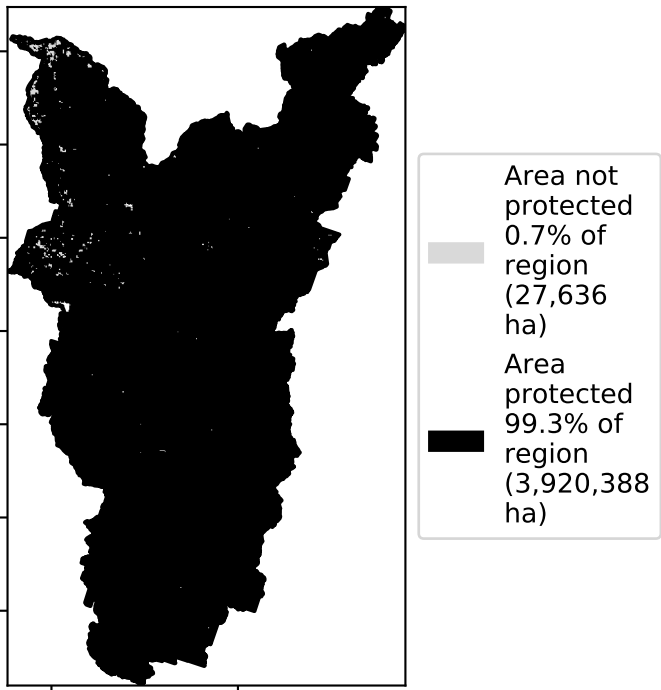 Area not
protected
0.7% of
region
(27,636
ha)
Area
protected
99.3% of
region
(3,920,388
ha)